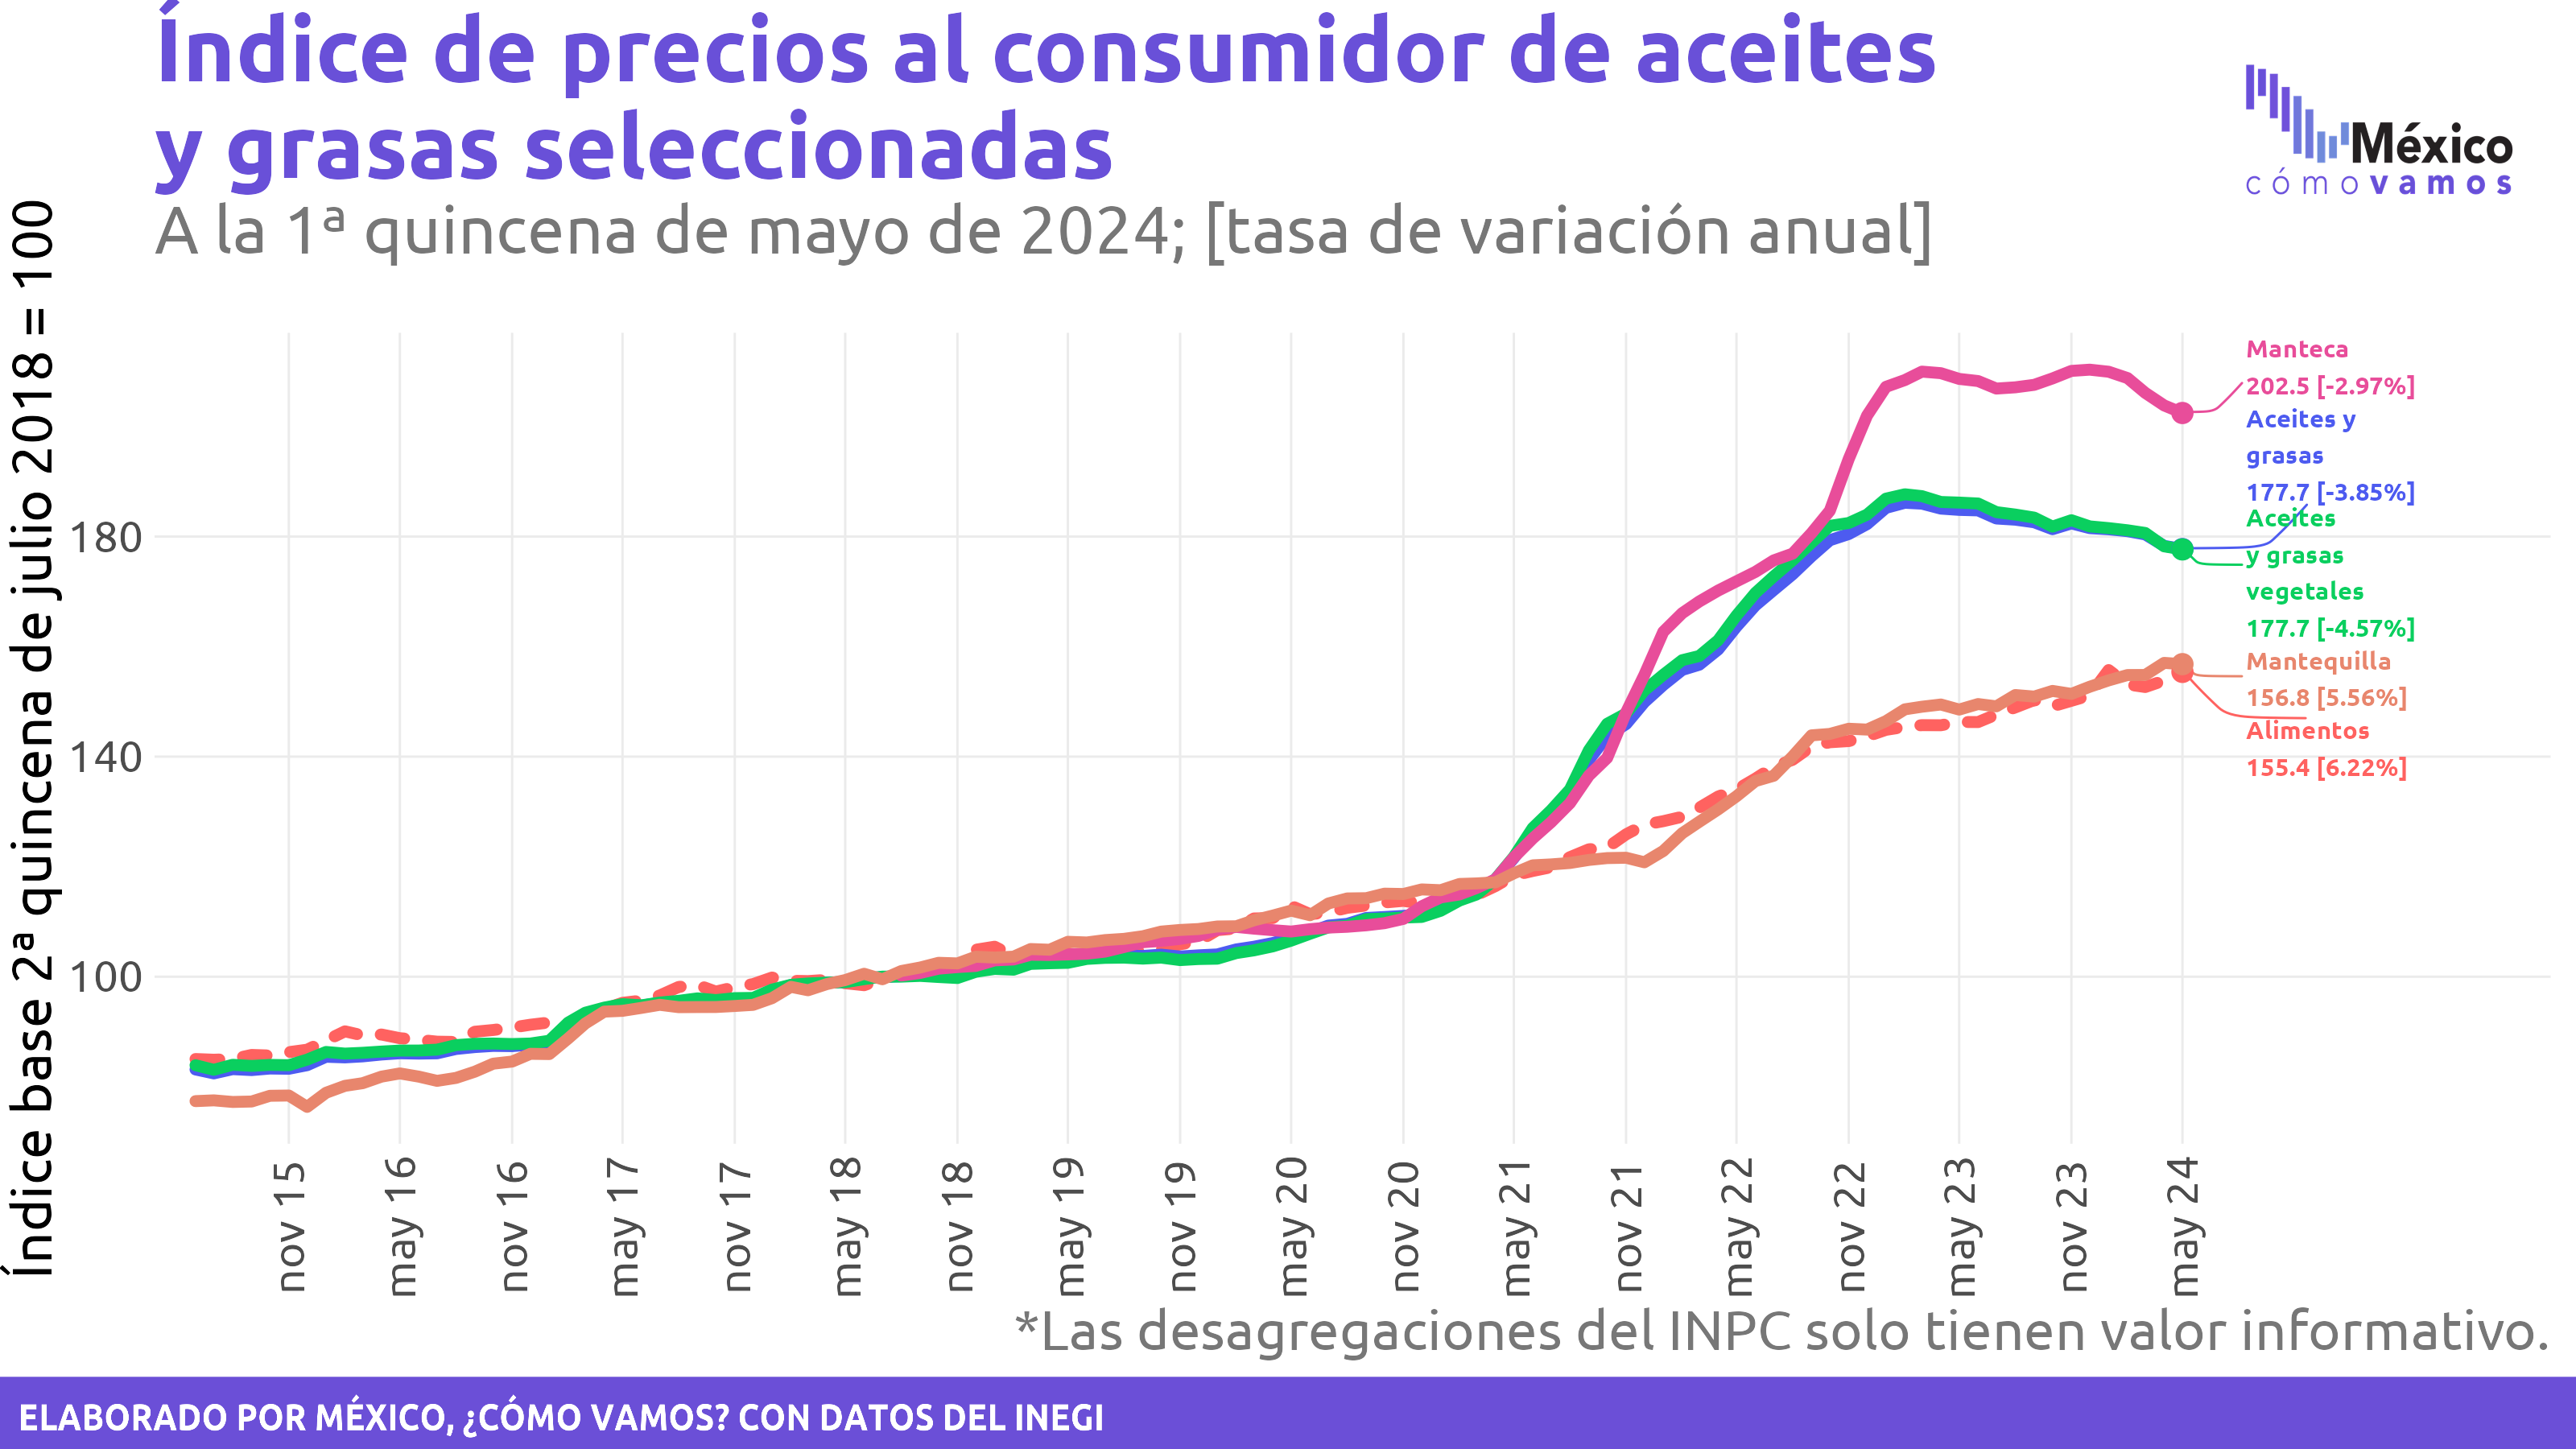 Índice de precios al consumidor de aceites
y grasas seleccionadas
A la 1ª quincena de mayo de 2024; [tasa de variación anual]
México
cómo vamos
Índice base 2ª quincena de julio 2018 = 100
180
140
100
Manteca
202.5 [-2.97%]
Aceites y
grasas
177.7 [-3.85%]
Aceites
y grasas
vegetales
177.7 [-4.57%]
Mantequilla
156.8 [5.56%]
Alimentos
155.4 [6.22%]
nov 15
may 16
nov 16
may 17
nov 17
may 18
nov 18
may 19
nov 19
may 20
nov 20
may 21
nov 21
may 22
nov 22
may 23
nov 23
may 24
*Las desagregaciones del INPC solo tienen valor informativo.
ELABORADO POR MÉXICO, ¿CÓMO VAMOS? CON DATOS DEL INEGI